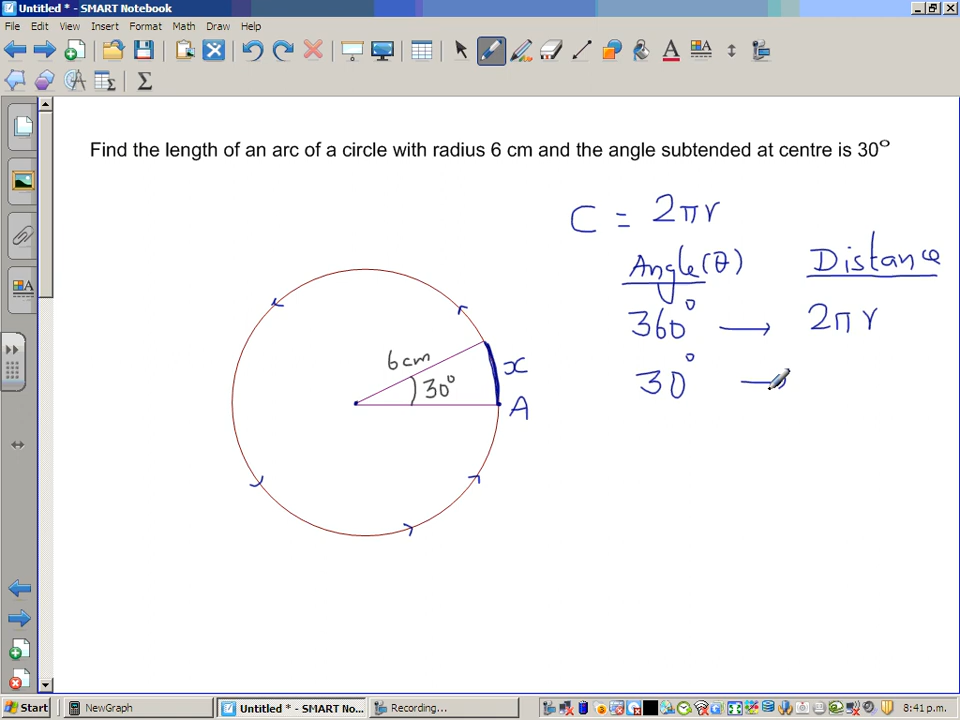 Untitled * - SMART Notebook
File Edit View Insert Format Math Draw Help
Find the length of an arc of a circle with radius 6 cm and the angle subtended at centre is 30°
C = 2πr
Angle(θ) Distance
360° → 2πr
30° →
6cm
30°
x
A
Start NewGraph Untitled * - SMART No... Recording... 8:41 p.m.